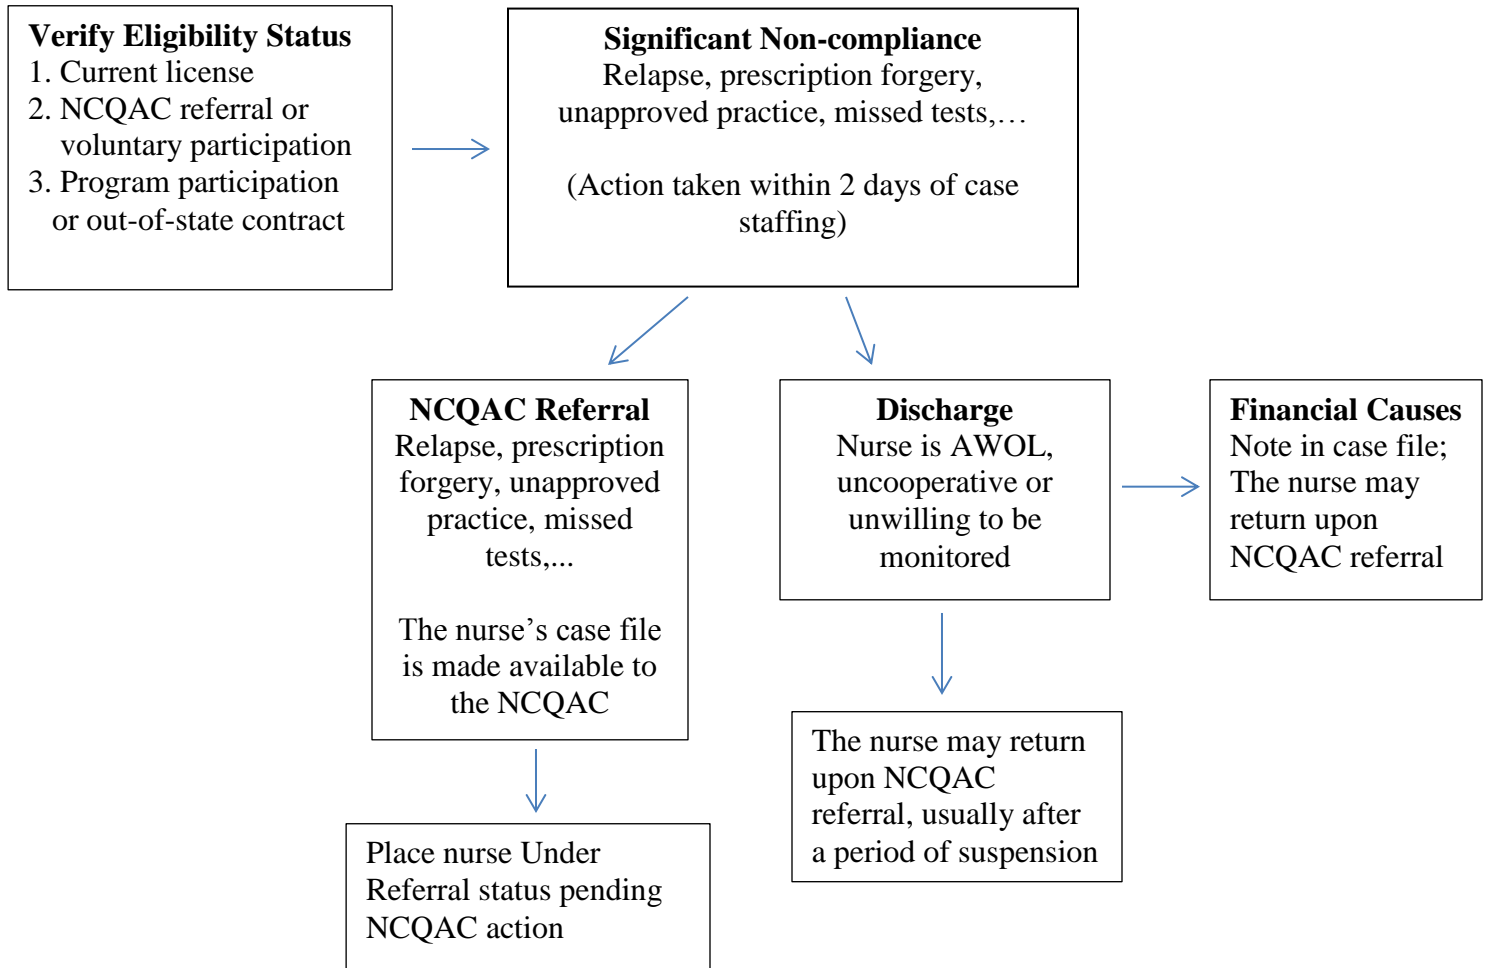 Verify Eligibility Status
1. Current license
2. NCQAC referral or
voluntary participation
3. Program participation
or out-of-state contract
Significant Non-compliance
Relapse, prescription forgery,
unapproved practice, missed tests,…
(Action taken within 2 days of case
staffing)
NCQAC Referral
Relapse, prescription
forgery, unapproved
practice, missed
tests,...
The nurse’s case file
is made available to
the NCQAC
Discharge
Nurse is AWOL,
uncooperative or
unwilling to be
monitored
Financial Causes
Note in case file;
The nurse may
return upon
NCQAC referral
The nurse may return
upon NCQAC
referral, usually after
a period of suspension
Place nurse Under
Referral status pending
NCQAC action